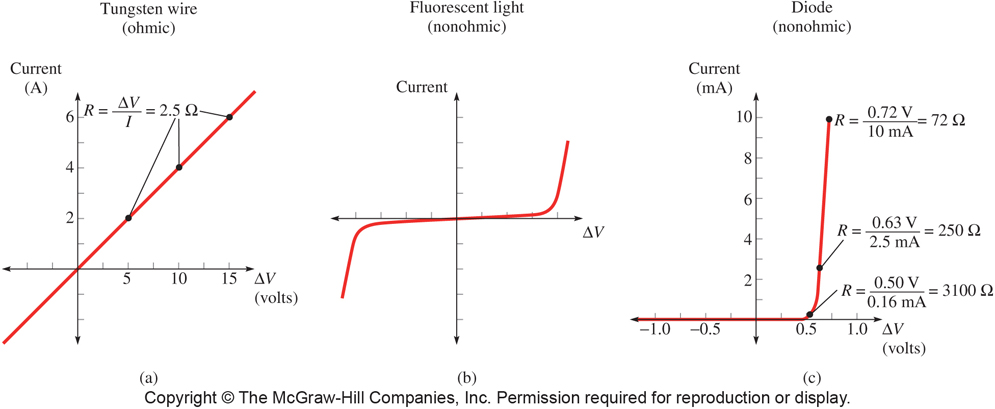 Tungsten wire
(ohmic)
Current
(A)
R = ΔV/I = 2.5 Ω
6
4
2
5 10 15 ΔV
(volts)
(a)
Fluorescent light
(nonohmic)
Current
ΔV
(b)
Diode
(nonohmic)
Current
(mA)
10
R = 0.72 V/10 mA = 72 Ω
8
6
4
R = 0.63 V/2.5 mA = 250 Ω
2
R = 0.50 V/0.16 mA = 3100 Ω
−1.0 −0.5 0.5 1.0 ΔV
(volts)
(c)
Copyright © The McGraw-Hill Companies, Inc. Permission required for reproduction or display.